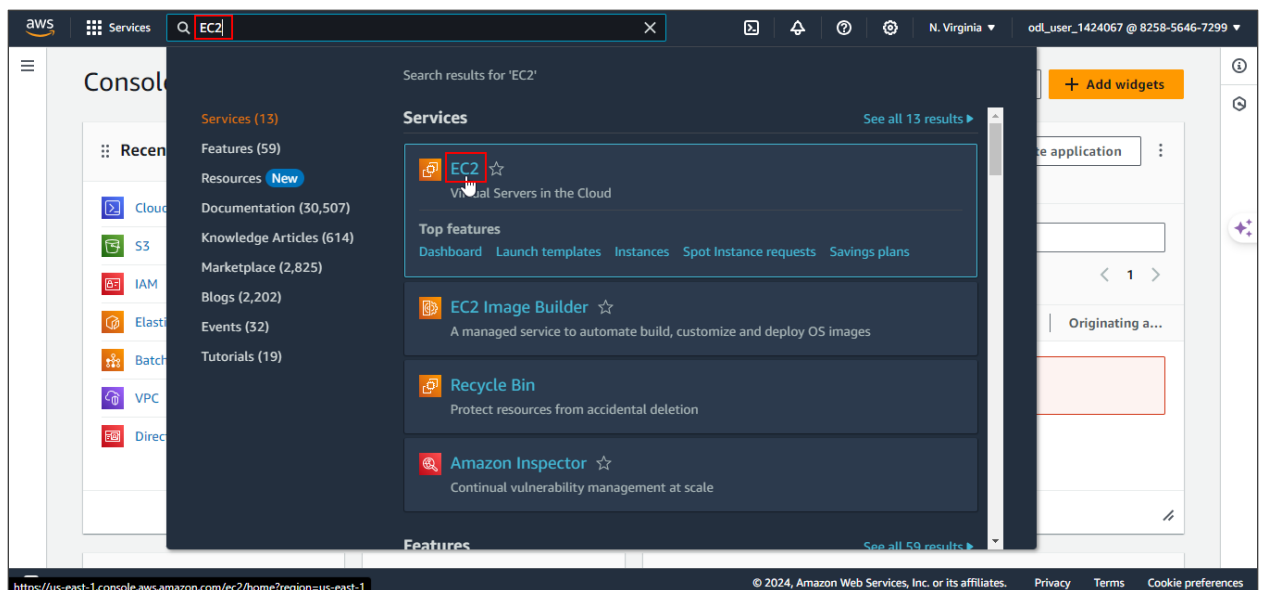 aws
Services
EC2
N. Virginia
odl_user_1424067 @ 8258-5646-7299
Search results for 'EC2'
Add widgets
Services (13)
Features (59)
Resources New
Documentation (30,507)
Knowledge Articles (614)
Marketplace (2,825)
Blogs (2,202)
Events (32)
Tutorials (19)
Services
See all 13 results
EC2
Virtual Servers in the Cloud
Top features
Dashboard Launch templates Instances Spot Instance requests Savings plans
EC2 Image Builder
A managed service to automate build, customize and deploy OS images
Recycle Bin
Protect resources from accidental deletion
Amazon Inspector
Continual vulnerability management at scale
Features
See all 59 results
Consol
Recen
Cloud
S3
IAM
Elasti
Batch
VPC
Direc
te application
1
Originating a...
https://us-east-1.console.aws.amazon.com/ec2/home?region=us-east-1
© 2024, Amazon Web Services, Inc. or its affiliates. Privacy Terms Cookie preferences